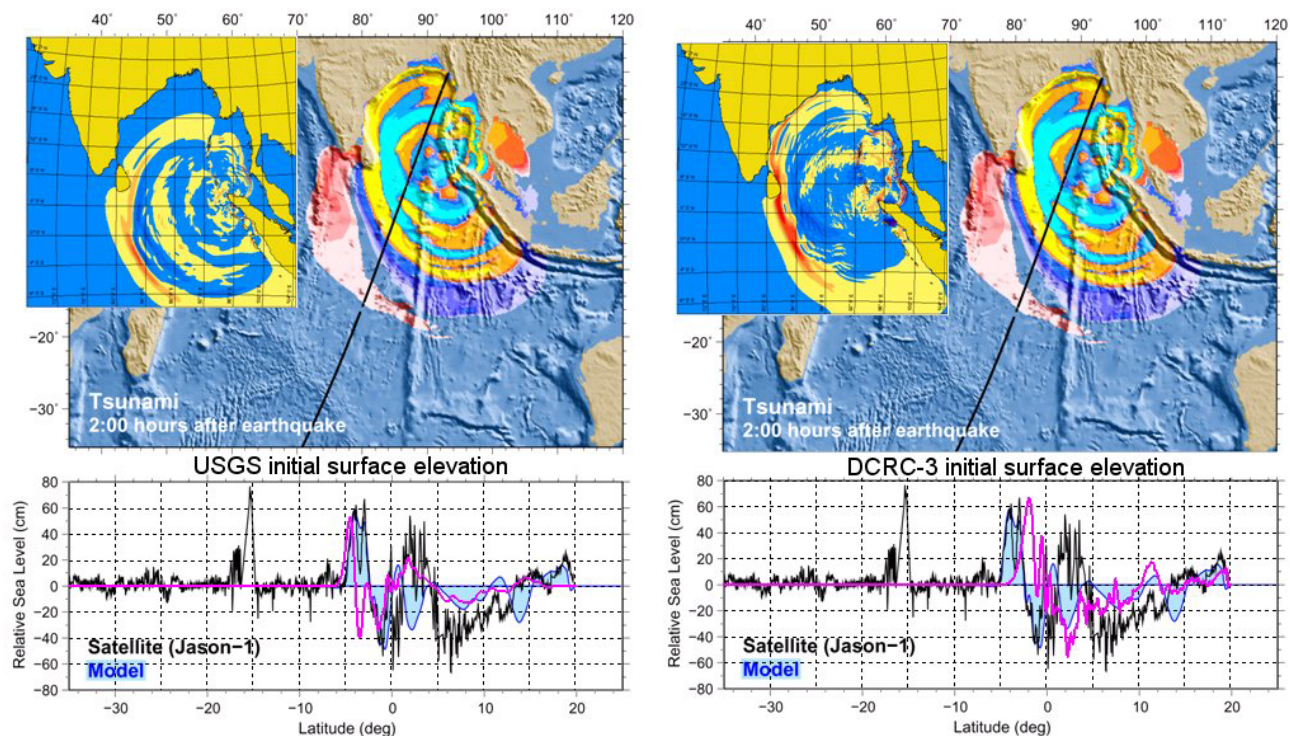 40° 50° 60° 70° 80° 90° 100° 110° 120
−20°
−30°
Tsunami
2:00 hours after earthquake
USGS initial surface elevation
80
60
40
20
0
−20
−40
−60
−80
Relative Sea Level (cm)
Satellite (Jason−1)
Model
−30 −20 −10 0 10 20
Latitude (deg)
40° 50° 60° 70° 80° 90° 100° 110° 120
−20°
−30°
Tsunami
2:00 hours after earthquake
DCRC-3 initial surface elevation
80
60
40
20
0
−20
−40
−60
−80
Relative Sea Level (cm)
Satellite (Jason−1)
Model
−30 −20 −10 0 10 20
Latitude (deg)